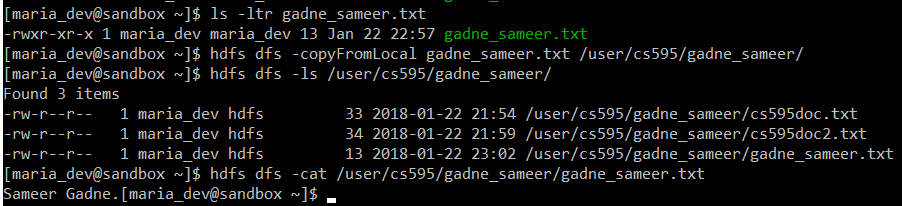 [maria_dev@sandbox ~]$ ls -ltr gadne_sameer.txt
-rwxr-xr-x 1 maria_dev maria_dev 13 Jan 22 22:57 gadne_sameer.txt
[maria_dev@sandbox ~]$ hdfs dfs -copyFromLocal gadne_sameer.txt /user/cs595/gadne_sameer/
[maria_dev@sandbox ~]$ hdfs dfs -ls /user/cs595/gadne_sameer/
Found 3 items
-rw-r--r--   1 maria_dev hdfs         33 2018-01-22 21:54 /user/cs595/gadne_sameer/cs595doc.txt
-rw-r--r--   1 maria_dev hdfs         34 2018-01-22 21:59 /user/cs595/gadne_sameer/cs595doc2.txt
-rw-r--r--   1 maria_dev hdfs         13 2018-01-22 23:02 /user/cs595/gadne_sameer/gadne_sameer.txt
[maria_dev@sandbox ~]$ hdfs dfs -cat /user/cs595/gadne_sameer/gadne_sameer.txt
Sameer Gadne.[maria_dev@sandbox ~]$